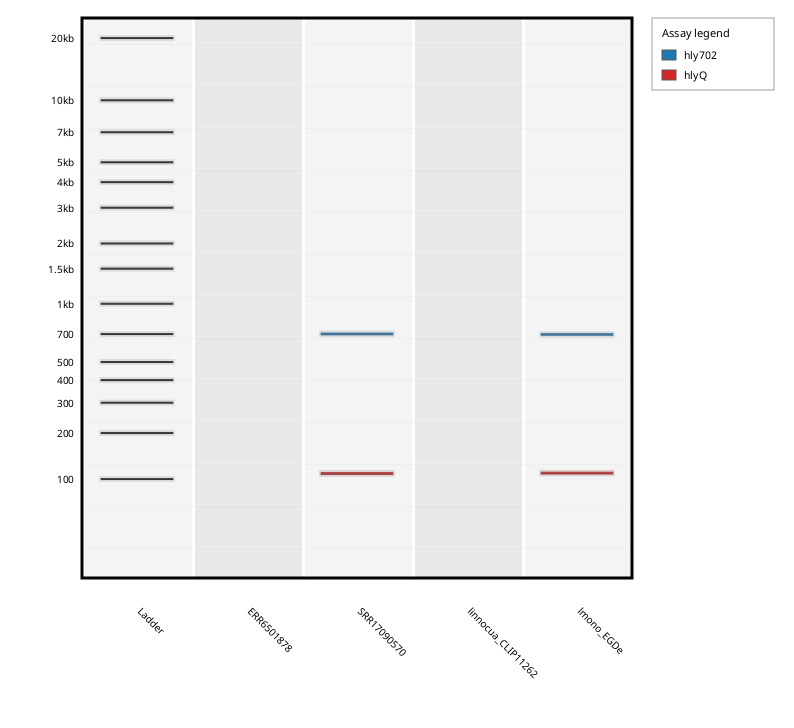 20kb
10kb
7kb
5kb
4kb
3kb
2kb
1.5kb
1kb
700
500
400
300
200
100
Assay legend
hly702
hlyQ
Ladder
ERR6501878
SRR17090570
linnocua_CLIP11262
lmono_EGDe